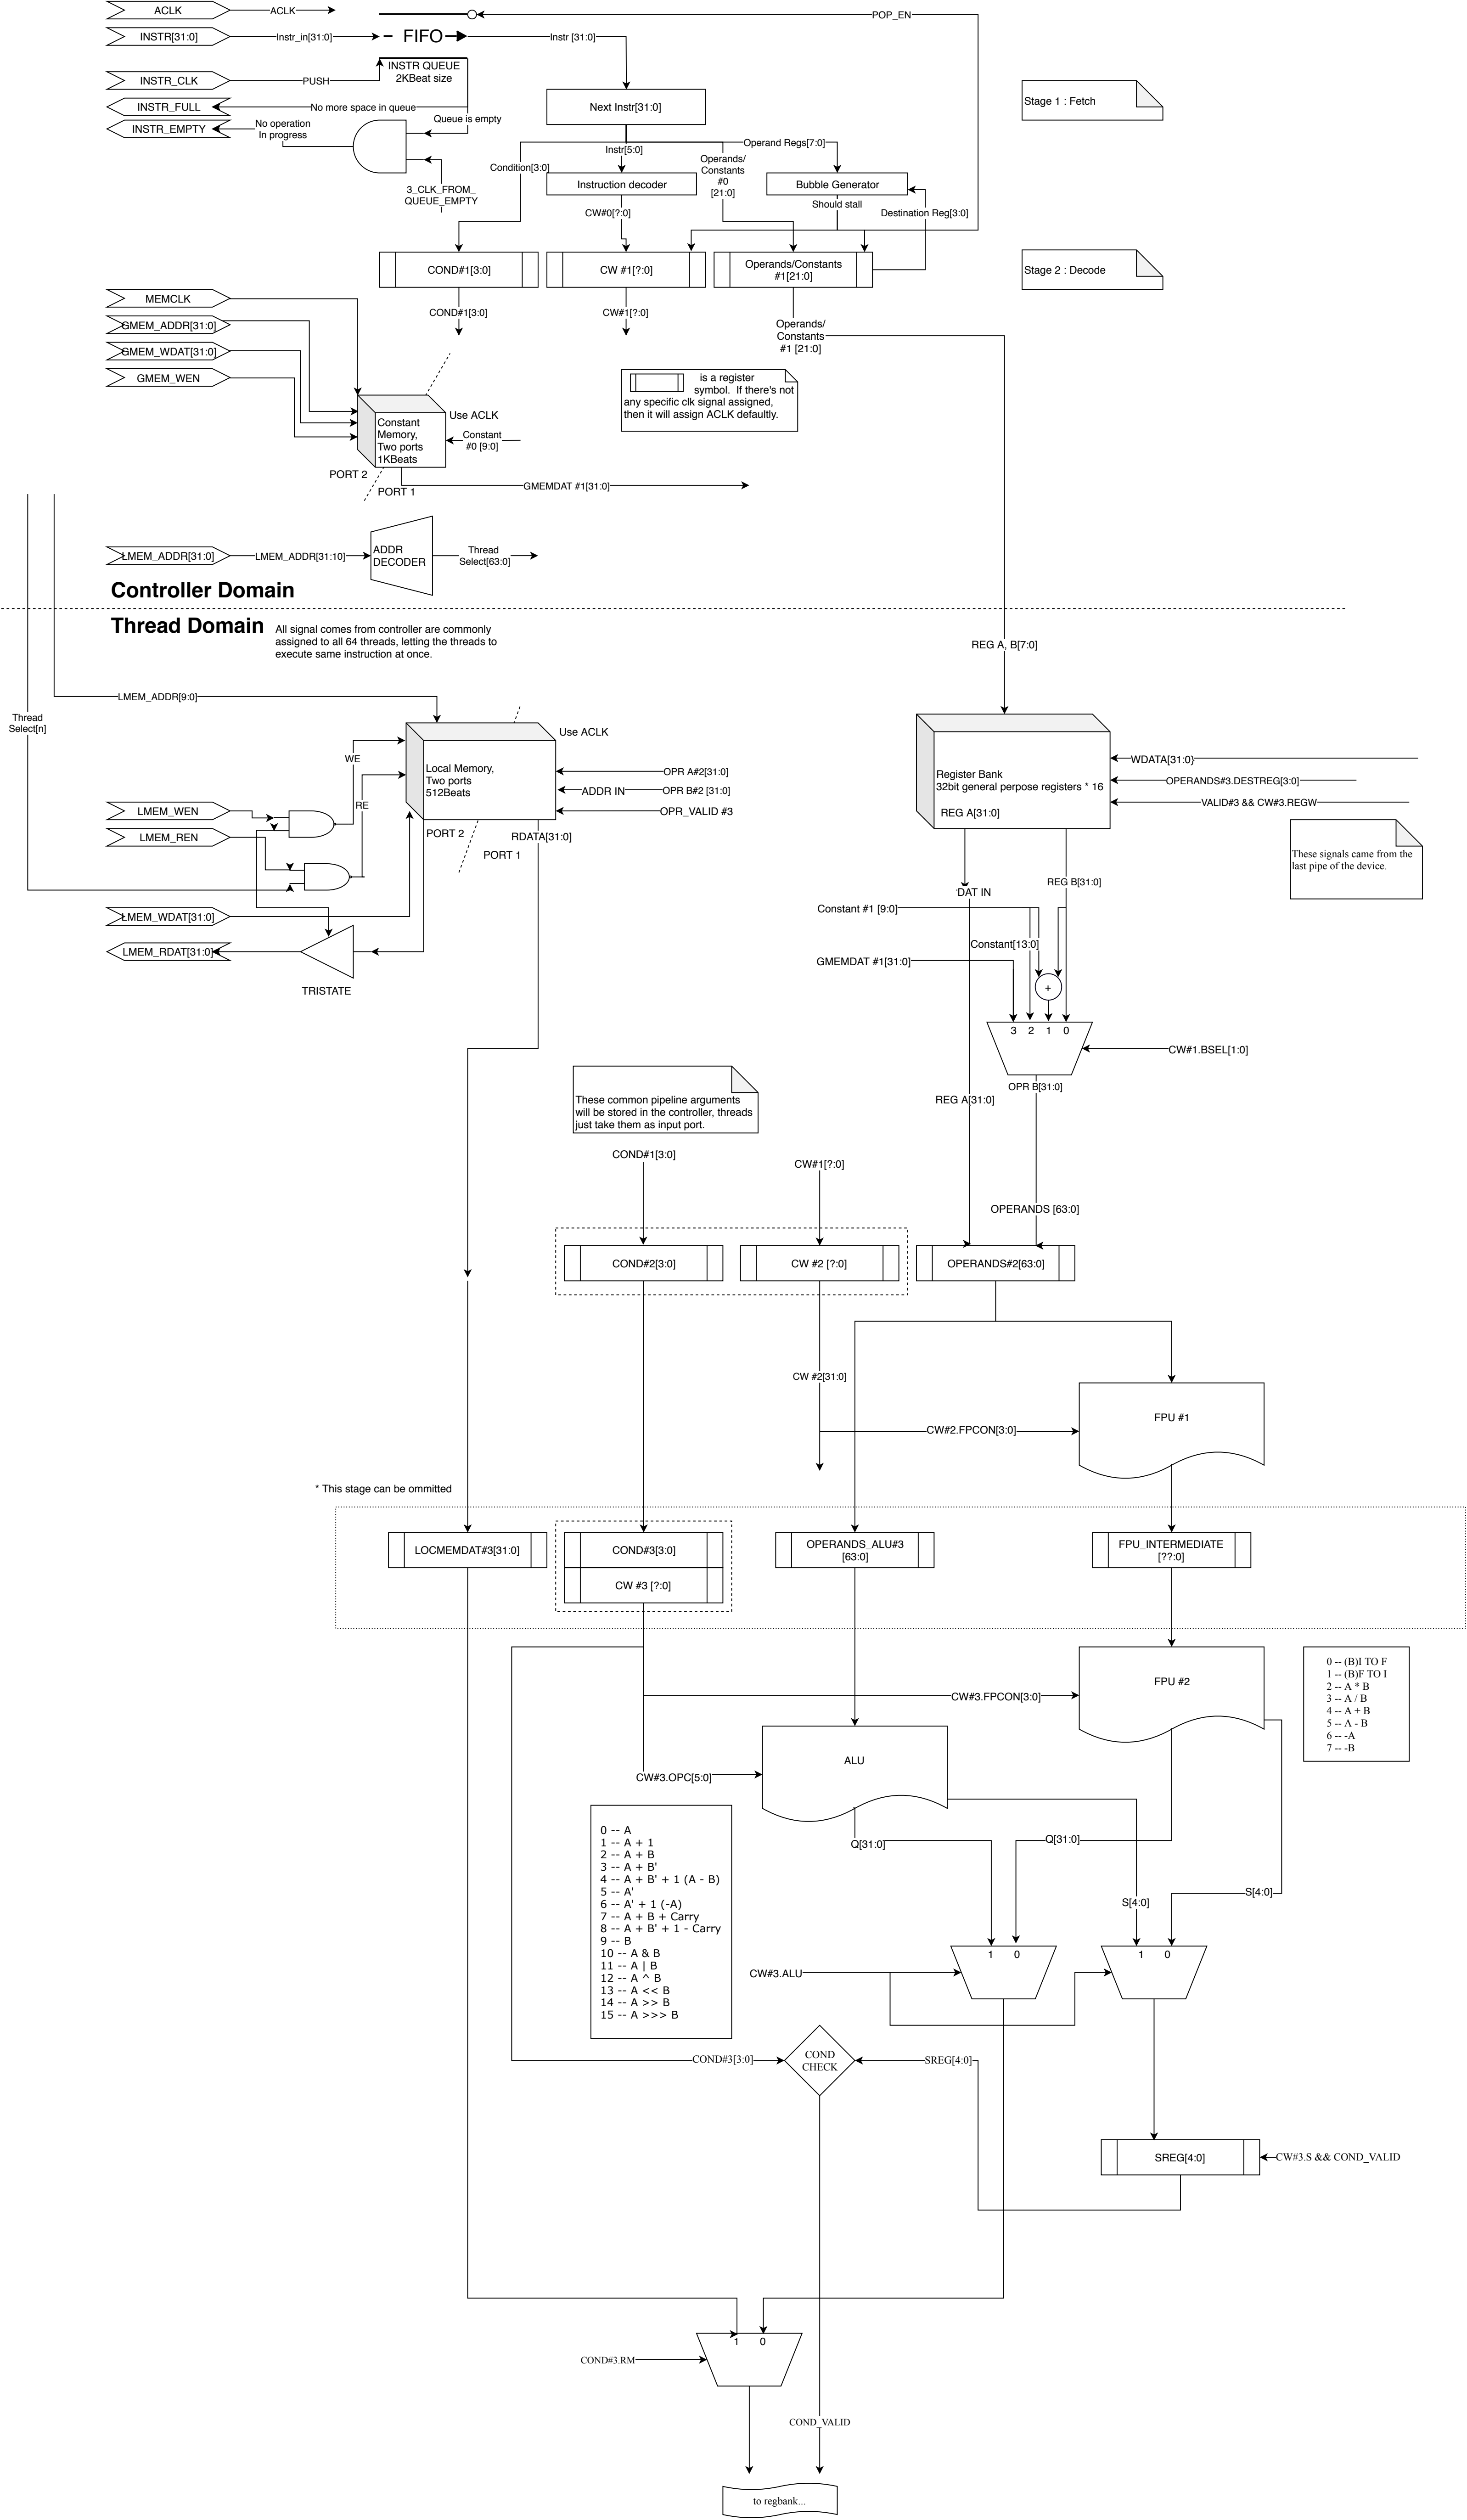 ACLK
ACLK
POP_EN
INSTR[31:0]
Instr_in[31:0]
FIFO
Instr [31:0]
INSTR QUEUE
2KBeat size
INSTR_CLK
PUSH
INSTR_FULL
No more space in queue
Queue is empty
INSTR_EMPTY
No operation
In progress
3_CLK_FROM_
QUEUE_EMPTY
Next Instr[31:0]
Stage 1 : Fetch
Condition[3:0]
Instr[5:0]
Operands/
Constants
#0
[21:0]
Operand Regs[7:0]
Instruction decoder
Bubble Generator
CW#0[?:0]
Should stall
Destination Reg[3:0]
COND#1[3:0]
CW #1[?:0]
Operands/Constants
#1[21:0]
Stage 2 : Decode
COND#1[3:0]
CW#1[?:0]
Operands/
Constants
#1 [21:0]
MEMCLK
GMEM_ADDR[31:0]
GMEM_WDAT[31:0]
GMEM_WEN
is a register
symbol. If there's not
any specific clk signal assigned,
then it will assign ACLK defaultly.
Use ACLK
Constant
Memory,
Two ports
1KBeats
Constant
#0 [9:0]
PORT 2
PORT 1
GMEMDAT #1[31:0]
LMEM_ADDR[31:0]
LMEM_ADDR[31:10]
ADDR
DECODER
Thread
Select[63:0]
Controller Domain
Thread Domain
All signal comes from controller are commonly
assigned to all 64 threads, letting the threads to
execute same instruction at once.
REG A, B[7:0]
LMEM_ADDR[9:0]
Thread
Select[n]
Use ACLK
WE
RE
Local Memory,
Two ports
512Beats
OPR A#2[31:0]
ADDR IN
OPR B#2 [31:0]
OPR_VALID #3
PORT 2
PORT 1
RDATA[31:0]
LMEM_WEN
LMEM_REN
LMEM_WDAT[31:0]
LMEM_RDAT[31:0]
TRISTATE
Register Bank
32bit general perpose registers * 16
REG A[31:0]
WDATA[31:0}
OPERANDS#3.DESTREG[3:0]
VALID#3 && CW#3.REGW
These signals came from the
last pipe of the device.
DAT IN
REG B[31:0]
Constant #1 [9:0]
Constant[13:0]
GMEMDAT #1[31:0]
+
3 2 1 0
CW#1.BSEL[1:0]
OPR B[31:0]
REG A[31:0]
These common pipeline arguments
will be stored in the controller, threads
just take them as input port.
COND#1[3:0]
CW#1[?:0]
OPERANDS [63:0]
COND#2[3:0]
CW #2 [?:0]
OPERANDS#2[63:0]
CW #2[31:0]
FPU #1
CW#2.FPCON[3:0]
* This stage can be ommitted
LOCMEMDAT#3[31:0]
COND#3[3:0]
CW #3 [?:0]
OPERANDS_ALU#3
[63:0]
FPU_INTERMEDIATE
[??:0]
FPU #2
CW#3.FPCON[3:0]
0 -- (B)I TO F
1 -- (B)F TO I
2 -- A * B
3 -- A / B
4 -- A + B
5 -- A - B
6 -- -A
7 -- -B
ALU
CW#3.OPC[5:0]
0 -- A
1 -- A + 1
2 -- A + B
3 -- A + B'
4 -- A + B' + 1 (A - B)
5 -- A'
6 -- A' + 1 (-A)
7 -- A + B + Carry
8 -- A + B' + 1 - Carry
9 -- B
10 -- A & B
11 -- A | B
12 -- A ^ B
13 -- A << B
14 -- A >> B
15 -- A >>> B
Q[31:0]
Q[31:0]
S[4:0]
S[4:0]
1 0
1 0
CW#3.ALU
COND#3[3:0]
COND
CHECK
SREG[4:0]
SREG[4:0]
CW#3.S && COND_VALID
1 0
COND#3.RM
COND_VALID
to regbank...